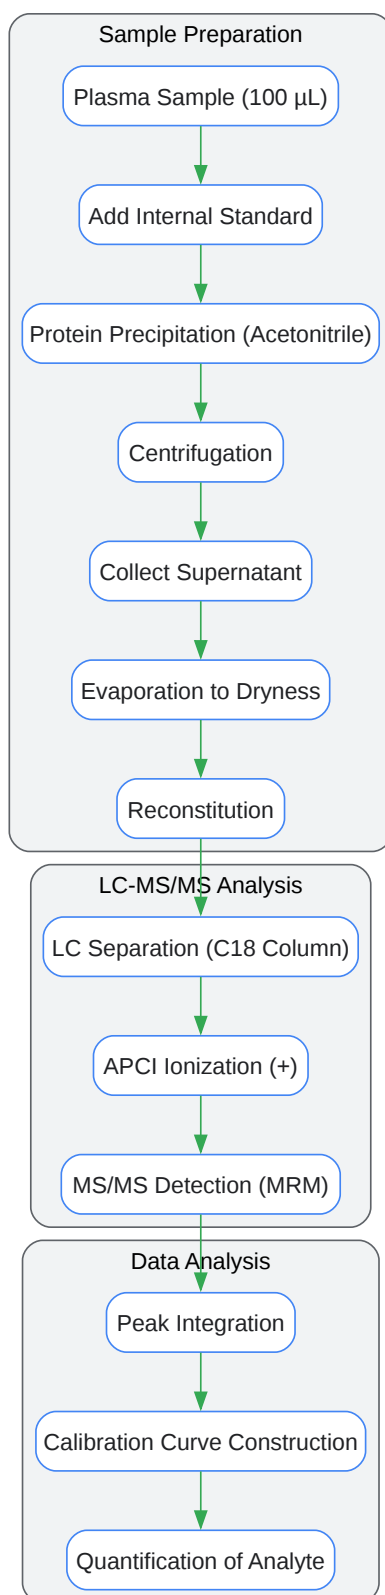 Sample Preparation
Plasma Sample (100 µL)
Add Internal Standard
Protein Precipitation (Acetonitrile)
Centrifugation
Collect Supernatant
Evaporation to Dryness
Reconstitution
LC-MS/MS Analysis
LC Separation (C18 Column)
APCI Ionization (+)
MS/MS Detection (MRM)
Data Analysis
Peak Integration
Calibration Curve Construction
Quantification of Analyte